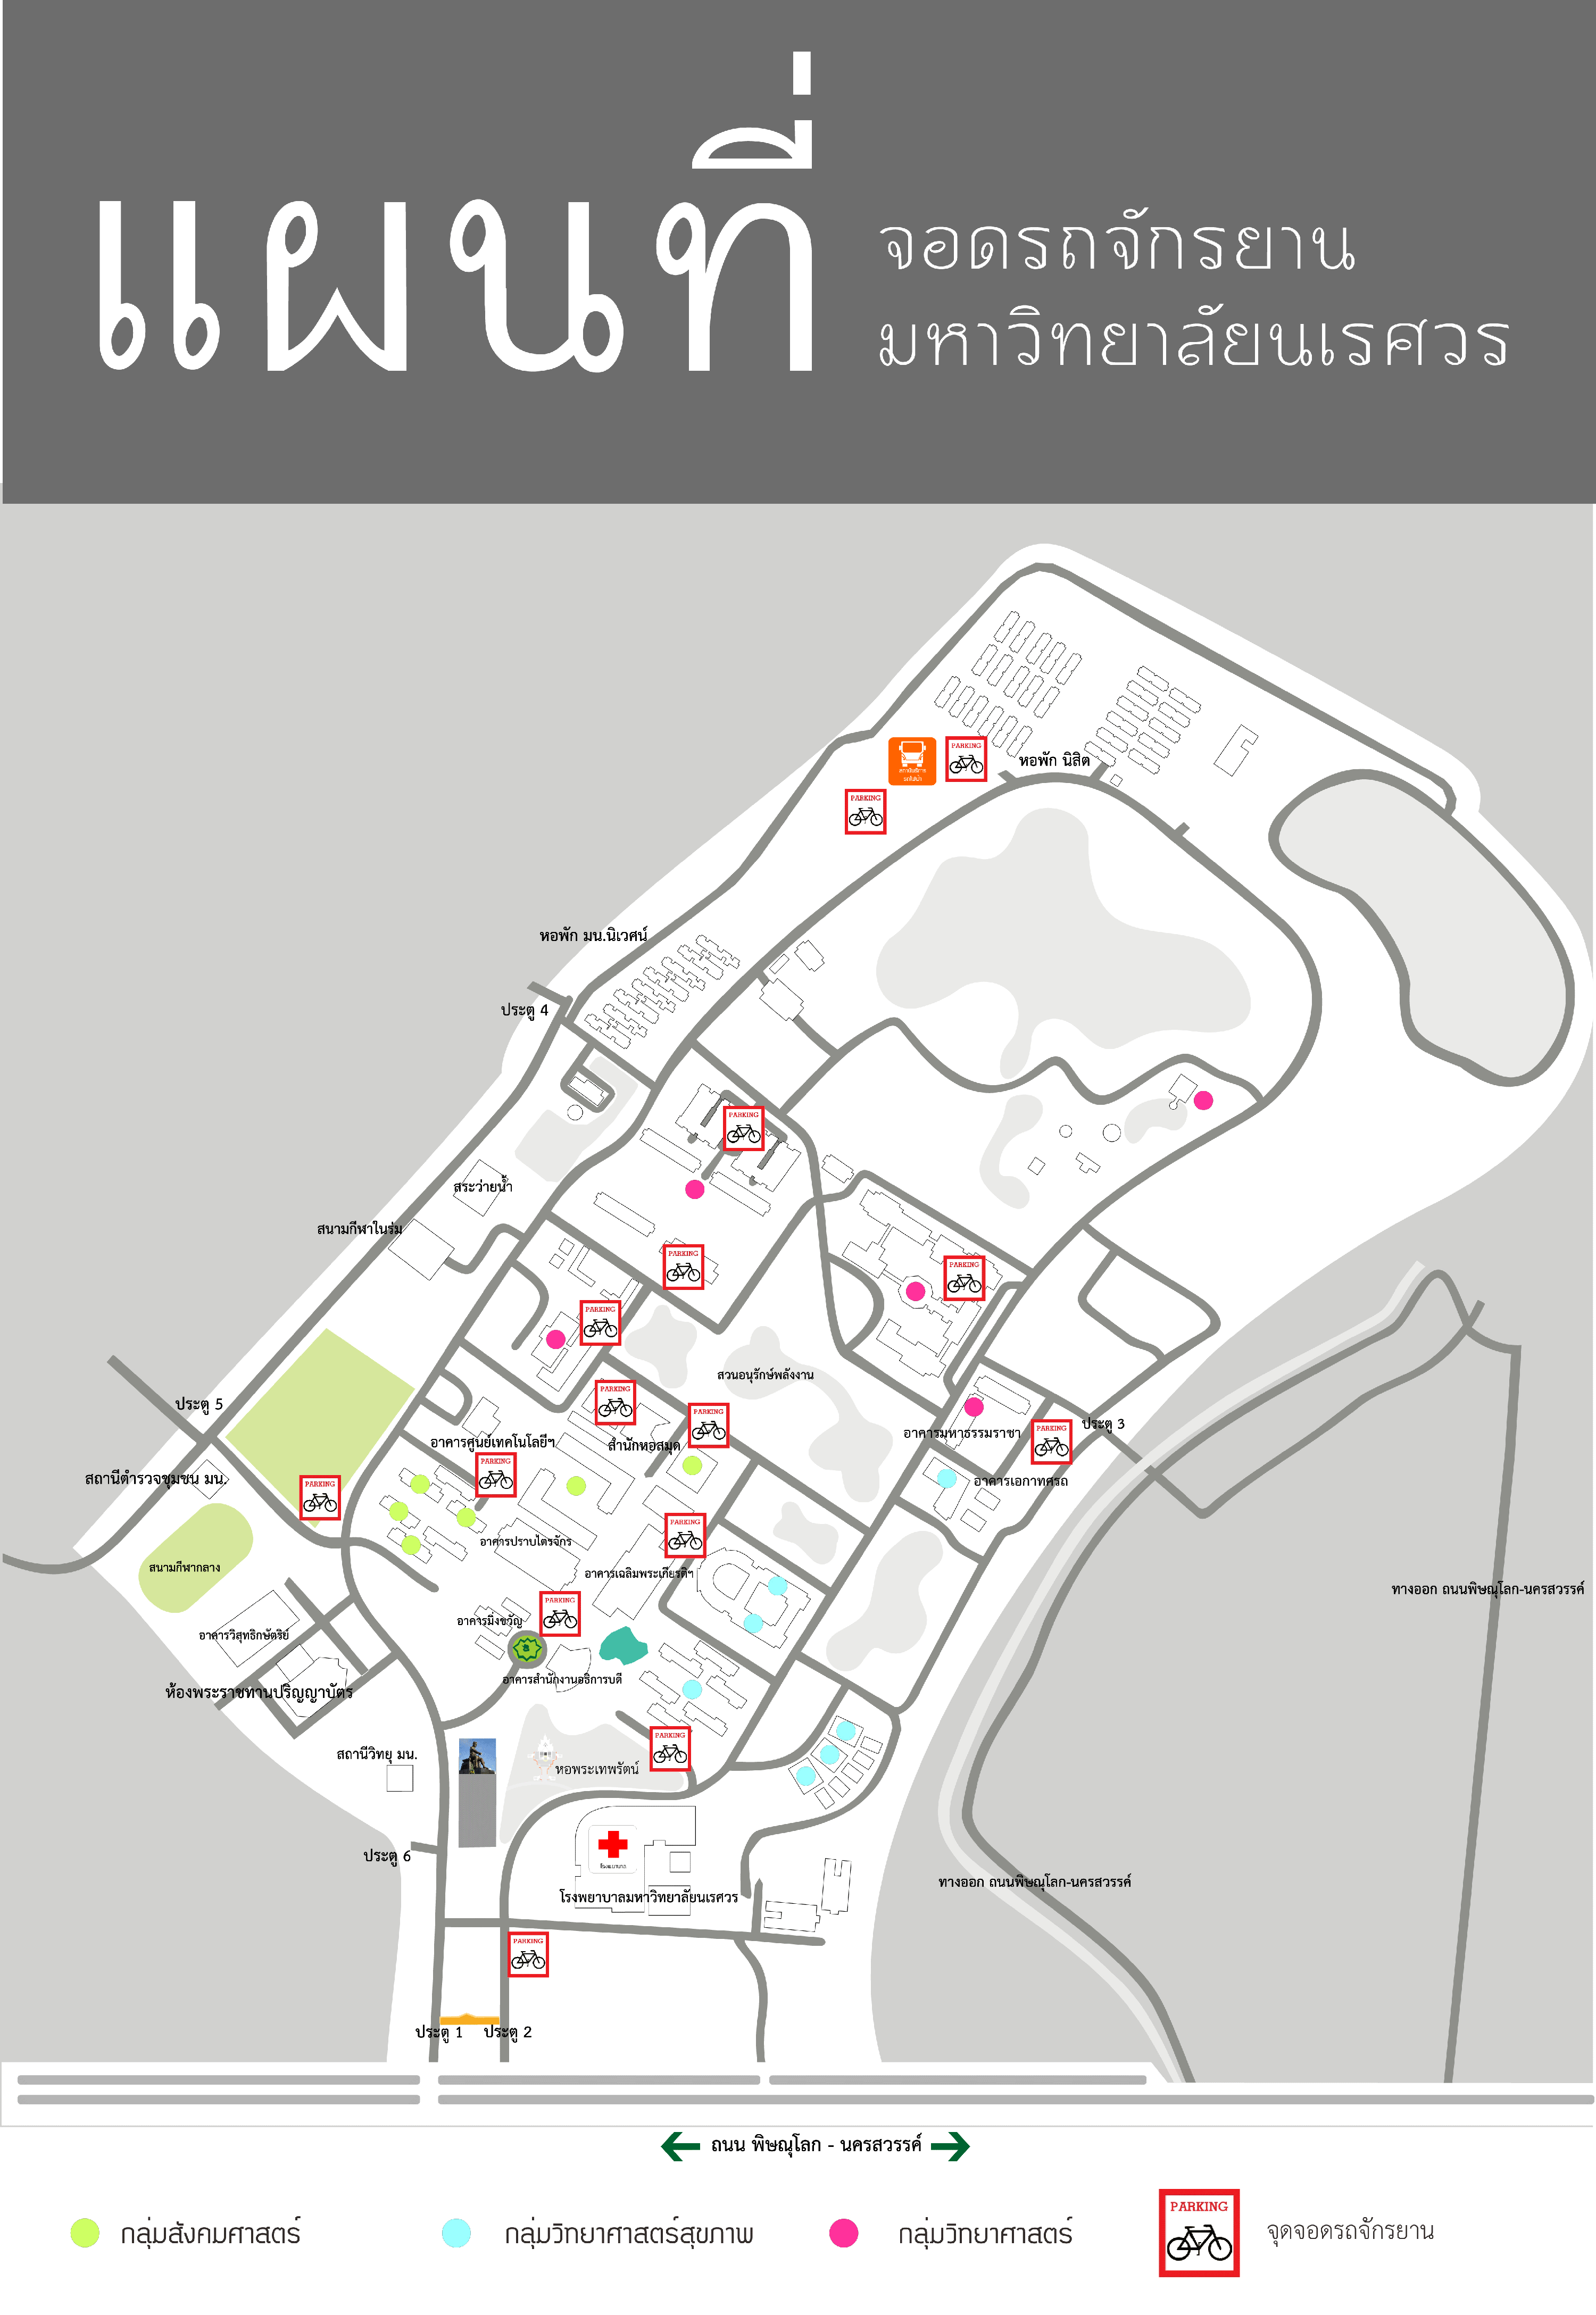 แผนที่
จอดรถจักรยาน
มหาวิทยาลัยนเรศวร
PARKING
หอพัก นิสิต
PARKING
หอพัก มน.นิเวศน์
ประตู 4
PARKING
สระว่ายน้ำ
สนามกีฬาในร่ม
PARKING
PARKING
PARKING
สวนอนุรักษ์พลังงาน
PARKING
PARKING
ประตู 5
อาคารมหาธรรมราชา
PARKING
ประตู 3
อาคารศูนย์เทคโนโลยีฯ
สำนักหอสมุด
PARKING
สถานีตำรวจชุมชน มน.
อาคารเอกาทศรถ
PARKING
PARKING
อาคารปราบไตรจักร
สนามกีฬากลาง
อาคารเฉลิมพระเกียรติฯ
ทางออก ถนนพิษณุโลก-นครสวรรค์
PARKING
อาคารมิ่งขวัญ
อาคารวิสุทธิกษัตริย์
อาคารสำนักงานอธิการบดี
ห้องพระราชทานปริญญาบัตร
PARKING
สถานีวิทยุ มน.
หอพระเทพรัตน์
ประตู 6
โรงพยาบาล
ทางออก ถนนพิษณุโลก-นครสวรรค์
โรงพยาบาลมหาวิทยาลัยนเรศวร
PARKING
ประตู 1
ประตู 2
ถนน พิษณุโลก - นครสวรรค์
กลุ่มสังคมศาสตร์
กลุ่มวิทยาศาสตร์สุขภาพ
กลุ่มวิทยาศาสตร์
PARKING
จุดจอดรถจักรยาน